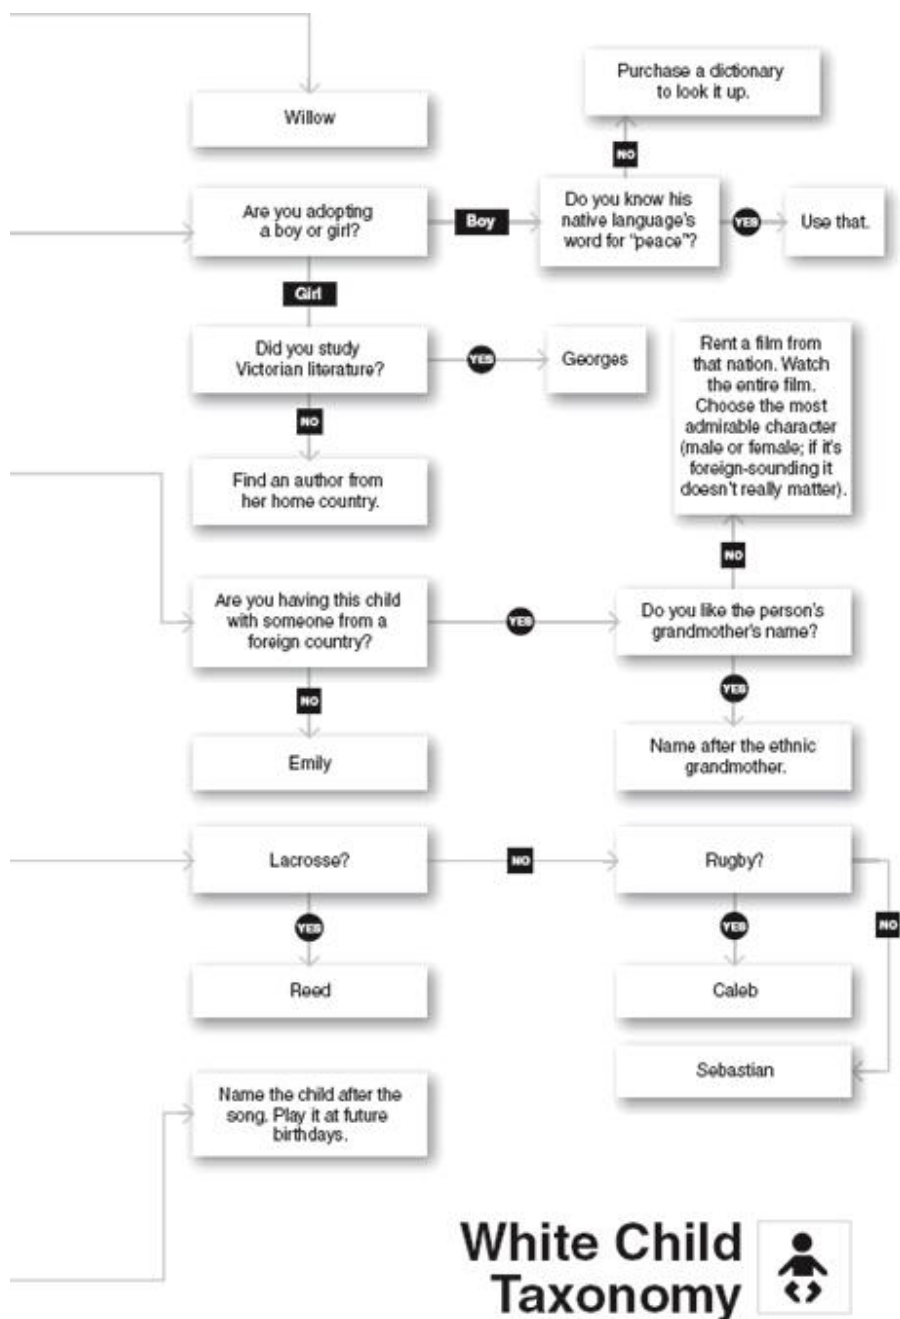 Purchase a dictionary
to look it up.
Willow
NO
Are you adopting
a boy or girl?
Boy
Do you know his
native language's
word for "peace"?
YES
Use that.
Girl
Did you study
Victorian literature?
YES
Georges
Rent a film from
that nation. Watch
the entire film.
Choose the most
admirable character
(male or female; if it's
foreign-sounding it
doesn't really matter).
NO
Find an author from
her home country.
NO
Are you having this child
with someone from a
foreign country?
YES
Do you like the person's
grandmother's name?
NO
YES
Emily
Name after the ethnic
grandmother.
Lacrosse?
NO
Rugby?
YES
YES
NO
Reed
Caleb
Sebastian
Name the child after the
song. Play it at future
birthdays.
White Child
Taxonomy